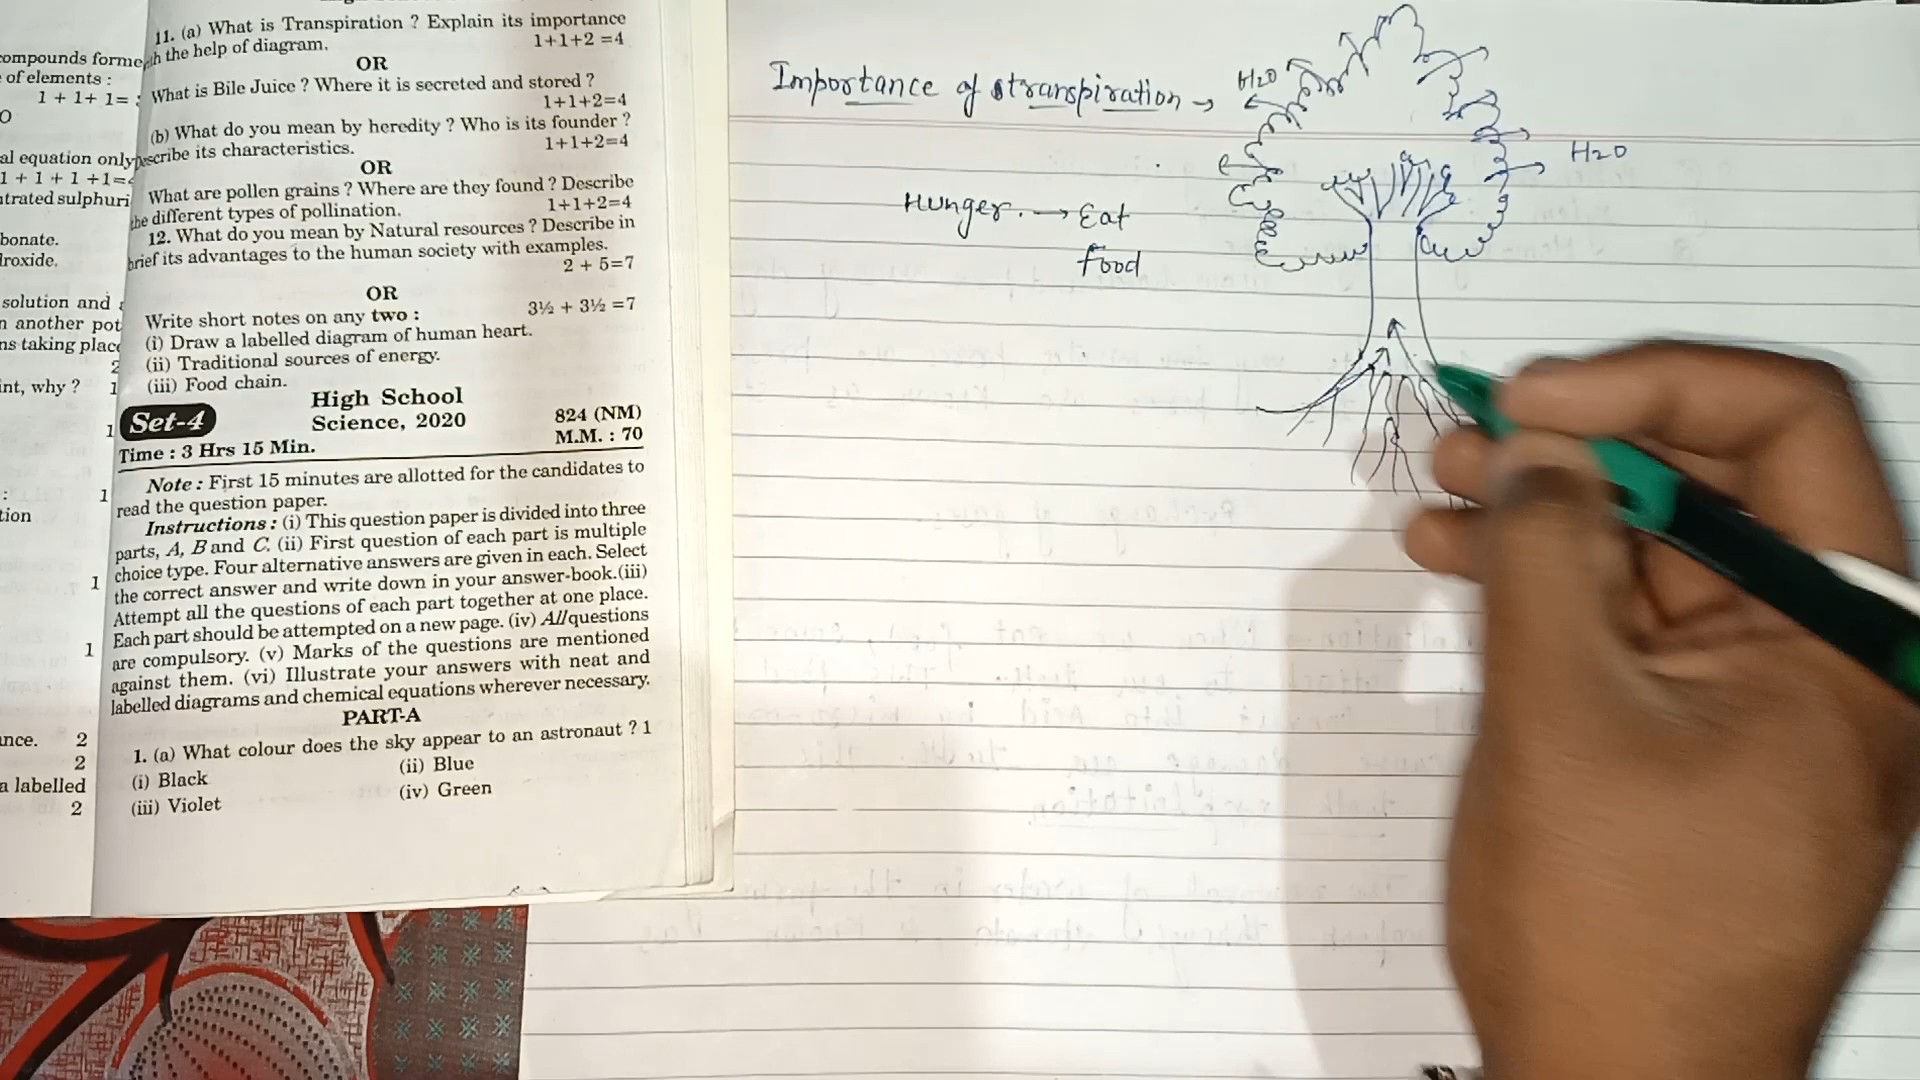 ompounds forme
of elements :
1 + 1+ 1=
O
al equation only
1 + 1 + 1 +1=
trated sulphuri
bonate.
droxide.
solution and
n another pot
ns taking place
2
int, why ? 1
1
: 1
tion
1
1
nce. 2
2
a labelled
2
11. (a) What is Transpiration ? Explain its importance
the help of diagram. 1+1+2 =4
OR
What is Bile Juice ? Where it is secreted and stored ?
1+1+2=4
(b) What do you mean by heredity ? Who is its founder ?
escribe its characteristics. 1+1+2=4
OR
What are pollen grains ? Where are they found ? Describe
the different types of pollination. 1+1+2=4
12. What do you mean by Natural resources ? Describe in
brief its advantages to the human society with examples.
2 + 5=7
OR
Write short notes on any two : 3½ + 3½ =7
(i) Draw a labelled diagram of human heart.
(ii) Traditional sources of energy.
(iii) Food chain.
Set-4 High School 824 (NM)
Science, 2020 M.M. : 70
Time : 3 Hrs 15 Min.
Note : First 15 minutes are allotted for the candidates to
read the question paper.
Instructions : (i) This question paper is divided into three
parts, A, B and C. (ii) First question of each part is multiple
choice type. Four alternative answers are given in each. Select
the correct answer and write down in your answer-book.(iii)
Attempt all the questions of each part together at one place.
Each part should be attempted on a new page. (iv) All questions
are compulsory. (v) Marks of the questions are mentioned
against them. (vi) Illustrate your answers with neat and
labelled diagrams and chemical equations wherever necessary.
PART-A
1. (a) What colour does the sky appear to an astronaut ? 1
(i) Black (ii) Blue
(iii) Violet (iv) Green
Importance of transpiration →
H2O
H2O
Hunger. → Eat
food